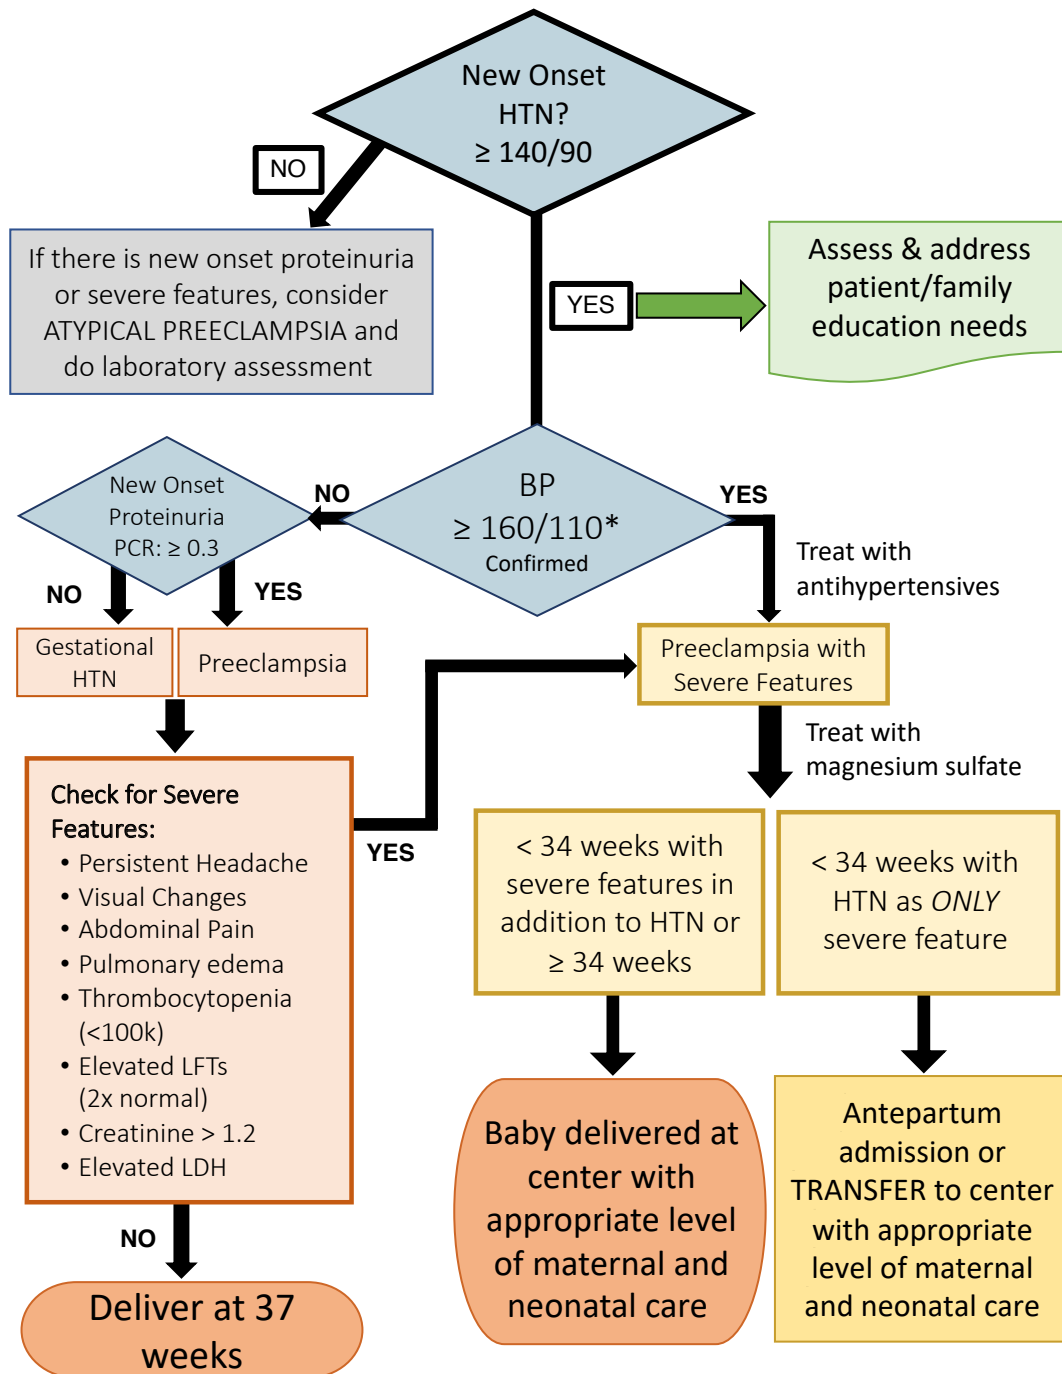 New Onset
HTN?
≥ 140/90
NO
If there is new onset proteinuria
or severe features, consider
ATYPICAL PREECLAMPSIA and
do laboratory assessment
YES
Assess & address
patient/family
education needs
BP
≥ 160/110*
Confirmed
NO
YES
New Onset
Proteinuria
PCR: ≥ 0.3
NO
YES
Gestational
HTN
Preeclampsia
Treat with
antihypertensives
Preeclampsia with
Severe Features
Treat with
magnesium sulfate
Check for Severe
Features:
• Persistent Headache
• Visual Changes
• Abdominal Pain
• Pulmonary edema
• Thrombocytopenia
(<100k)
• Elevated LFTs
(2x normal)
• Creatinine > 1.2
• Elevated LDH
YES
NO
Deliver at 37
weeks
< 34 weeks with
severe features in
addition to HTN or
≥ 34 weeks
< 34 weeks with
HTN as ONLY
severe feature
Baby delivered at
center with
appropriate level
of maternal and
neonatal care
Antepartum
admission or
TRANSFER to center
with appropriate
level of maternal
and neonatal care